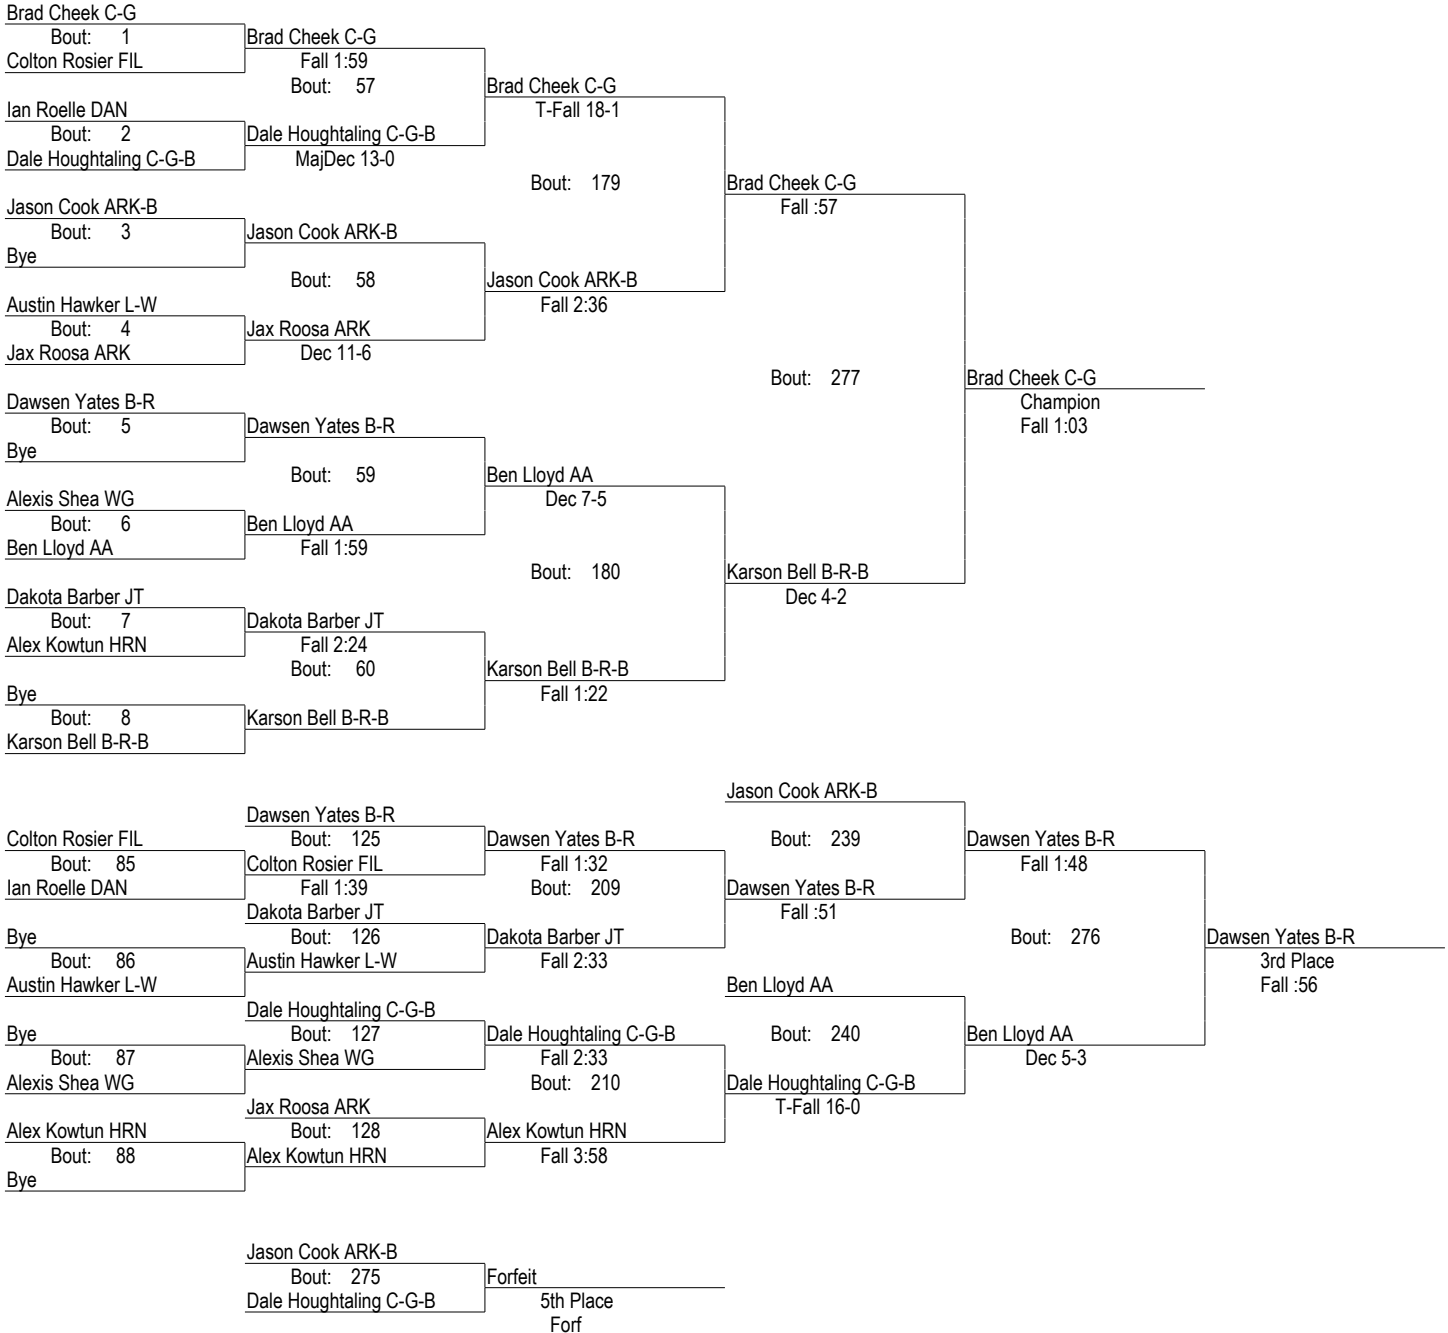 Brad Cheek C-G
Bout: 1
Colton Rosier FIL
Brad Cheek C-G
Fall 1:59
Bout: 57
Ian Roelle DAN
Bout: 2
Dale Houghtaling C-G-B
Dale Houghtaling C-G-B
MajDec 13-0
Brad Cheek C-G
T-Fall 18-1
Bout: 179
Jason Cook ARK-B
Bout: 3
Bye
Jason Cook ARK-B
Bout: 58
Austin Hawker L-W
Bout: 4
Jax Roosa ARK
Jax Roosa ARK
Dec 11-6
Jason Cook ARK-B
Fall 2:36
Brad Cheek C-G
Fall :57
Bout: 277
Dawsen Yates B-R
Bout: 5
Bye
Dawsen Yates B-R
Bout: 59
Alexis Shea WG
Bout: 6
Ben Lloyd AA
Ben Lloyd AA
Fall 1:59
Ben Lloyd AA
Dec 7-5
Bout: 180
Dakota Barber JT
Bout: 7
Alex Kowtun HRN
Dakota Barber JT
Fall 2:24
Bout: 60
Bye
Bout: 8
Karson Bell B-R-B
Karson Bell B-R-B
Karson Bell B-R-B
Fall 1:22
Karson Bell B-R-B
Dec 4-2
Brad Cheek C-G
Champion
Fall 1:03
Colton Rosier FIL
Bout: 85
Ian Roelle DAN
Dawsen Yates B-R
Bout: 125
Colton Rosier FIL
Fall 1:39
Bye
Bout: 86
Austin Hawker L-W
Dakota Barber JT
Bout: 126
Austin Hawker L-W
Dawsen Yates B-R
Fall 1:32
Bout: 209
Dakota Barber JT
Fall 2:33
Jason Cook ARK-B
Bout: 239
Dawsen Yates B-R
Fall :51
Dawsen Yates B-R
Fall 1:48
Bout: 276
Bye
Bout: 87
Alexis Shea WG
Dale Houghtaling C-G-B
Bout: 127
Alexis Shea WG
Alex Kowtun HRN
Bout: 88
Bye
Jax Roosa ARK
Bout: 128
Alex Kowtun HRN
Dale Houghtaling C-G-B
Fall 2:33
Bout: 210
Alex Kowtun HRN
Fall 3:58
Ben Lloyd AA
Bout: 240
Dale Houghtaling C-G-B
T-Fall 16-0
Ben Lloyd AA
Dec 5-3
Dawsen Yates B-R
3rd Place
Fall :56
Jason Cook ARK-B
Bout: 275
Dale Houghtaling C-G-B
Forfeit
5th Place
Forf